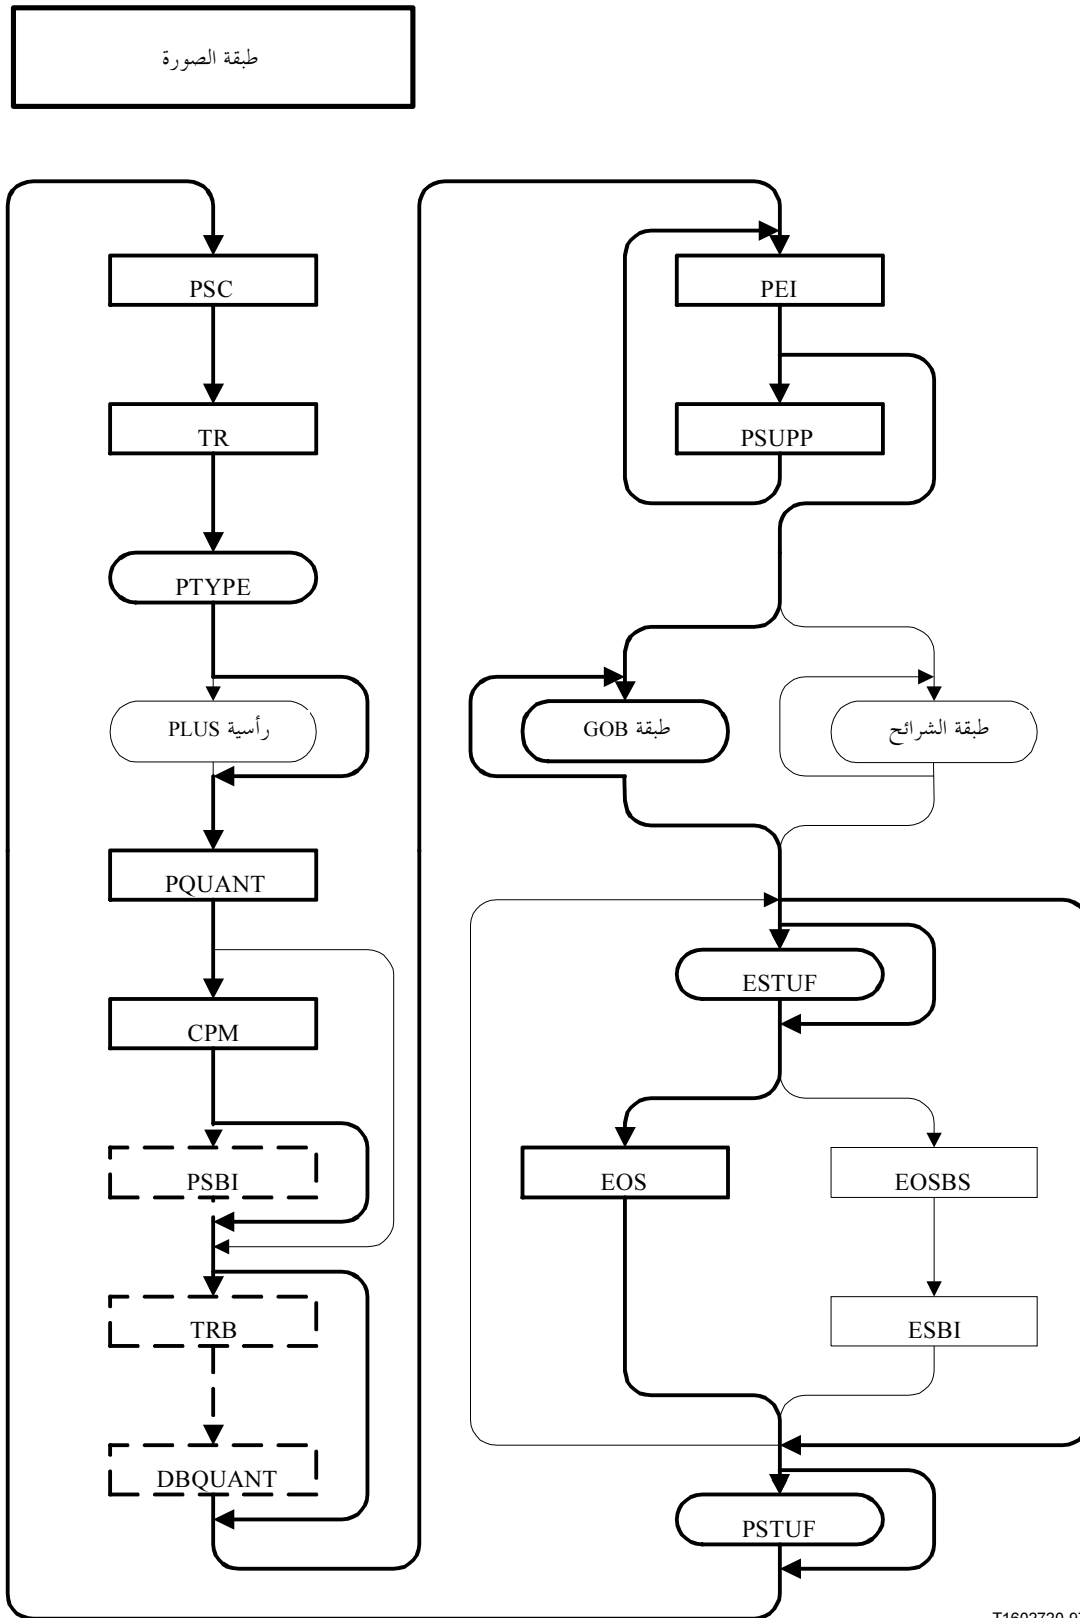 طبقة الصورة
PSC
TR
PTYPE
رأسية PLUS
PQUANT
CPM
PSBI
TRB
DBQUANT
PEI
PSUPP
طبقة GOB
طبقة الشرائح
ESTUF
EOS
EOSBS
ESBI
PSTUF